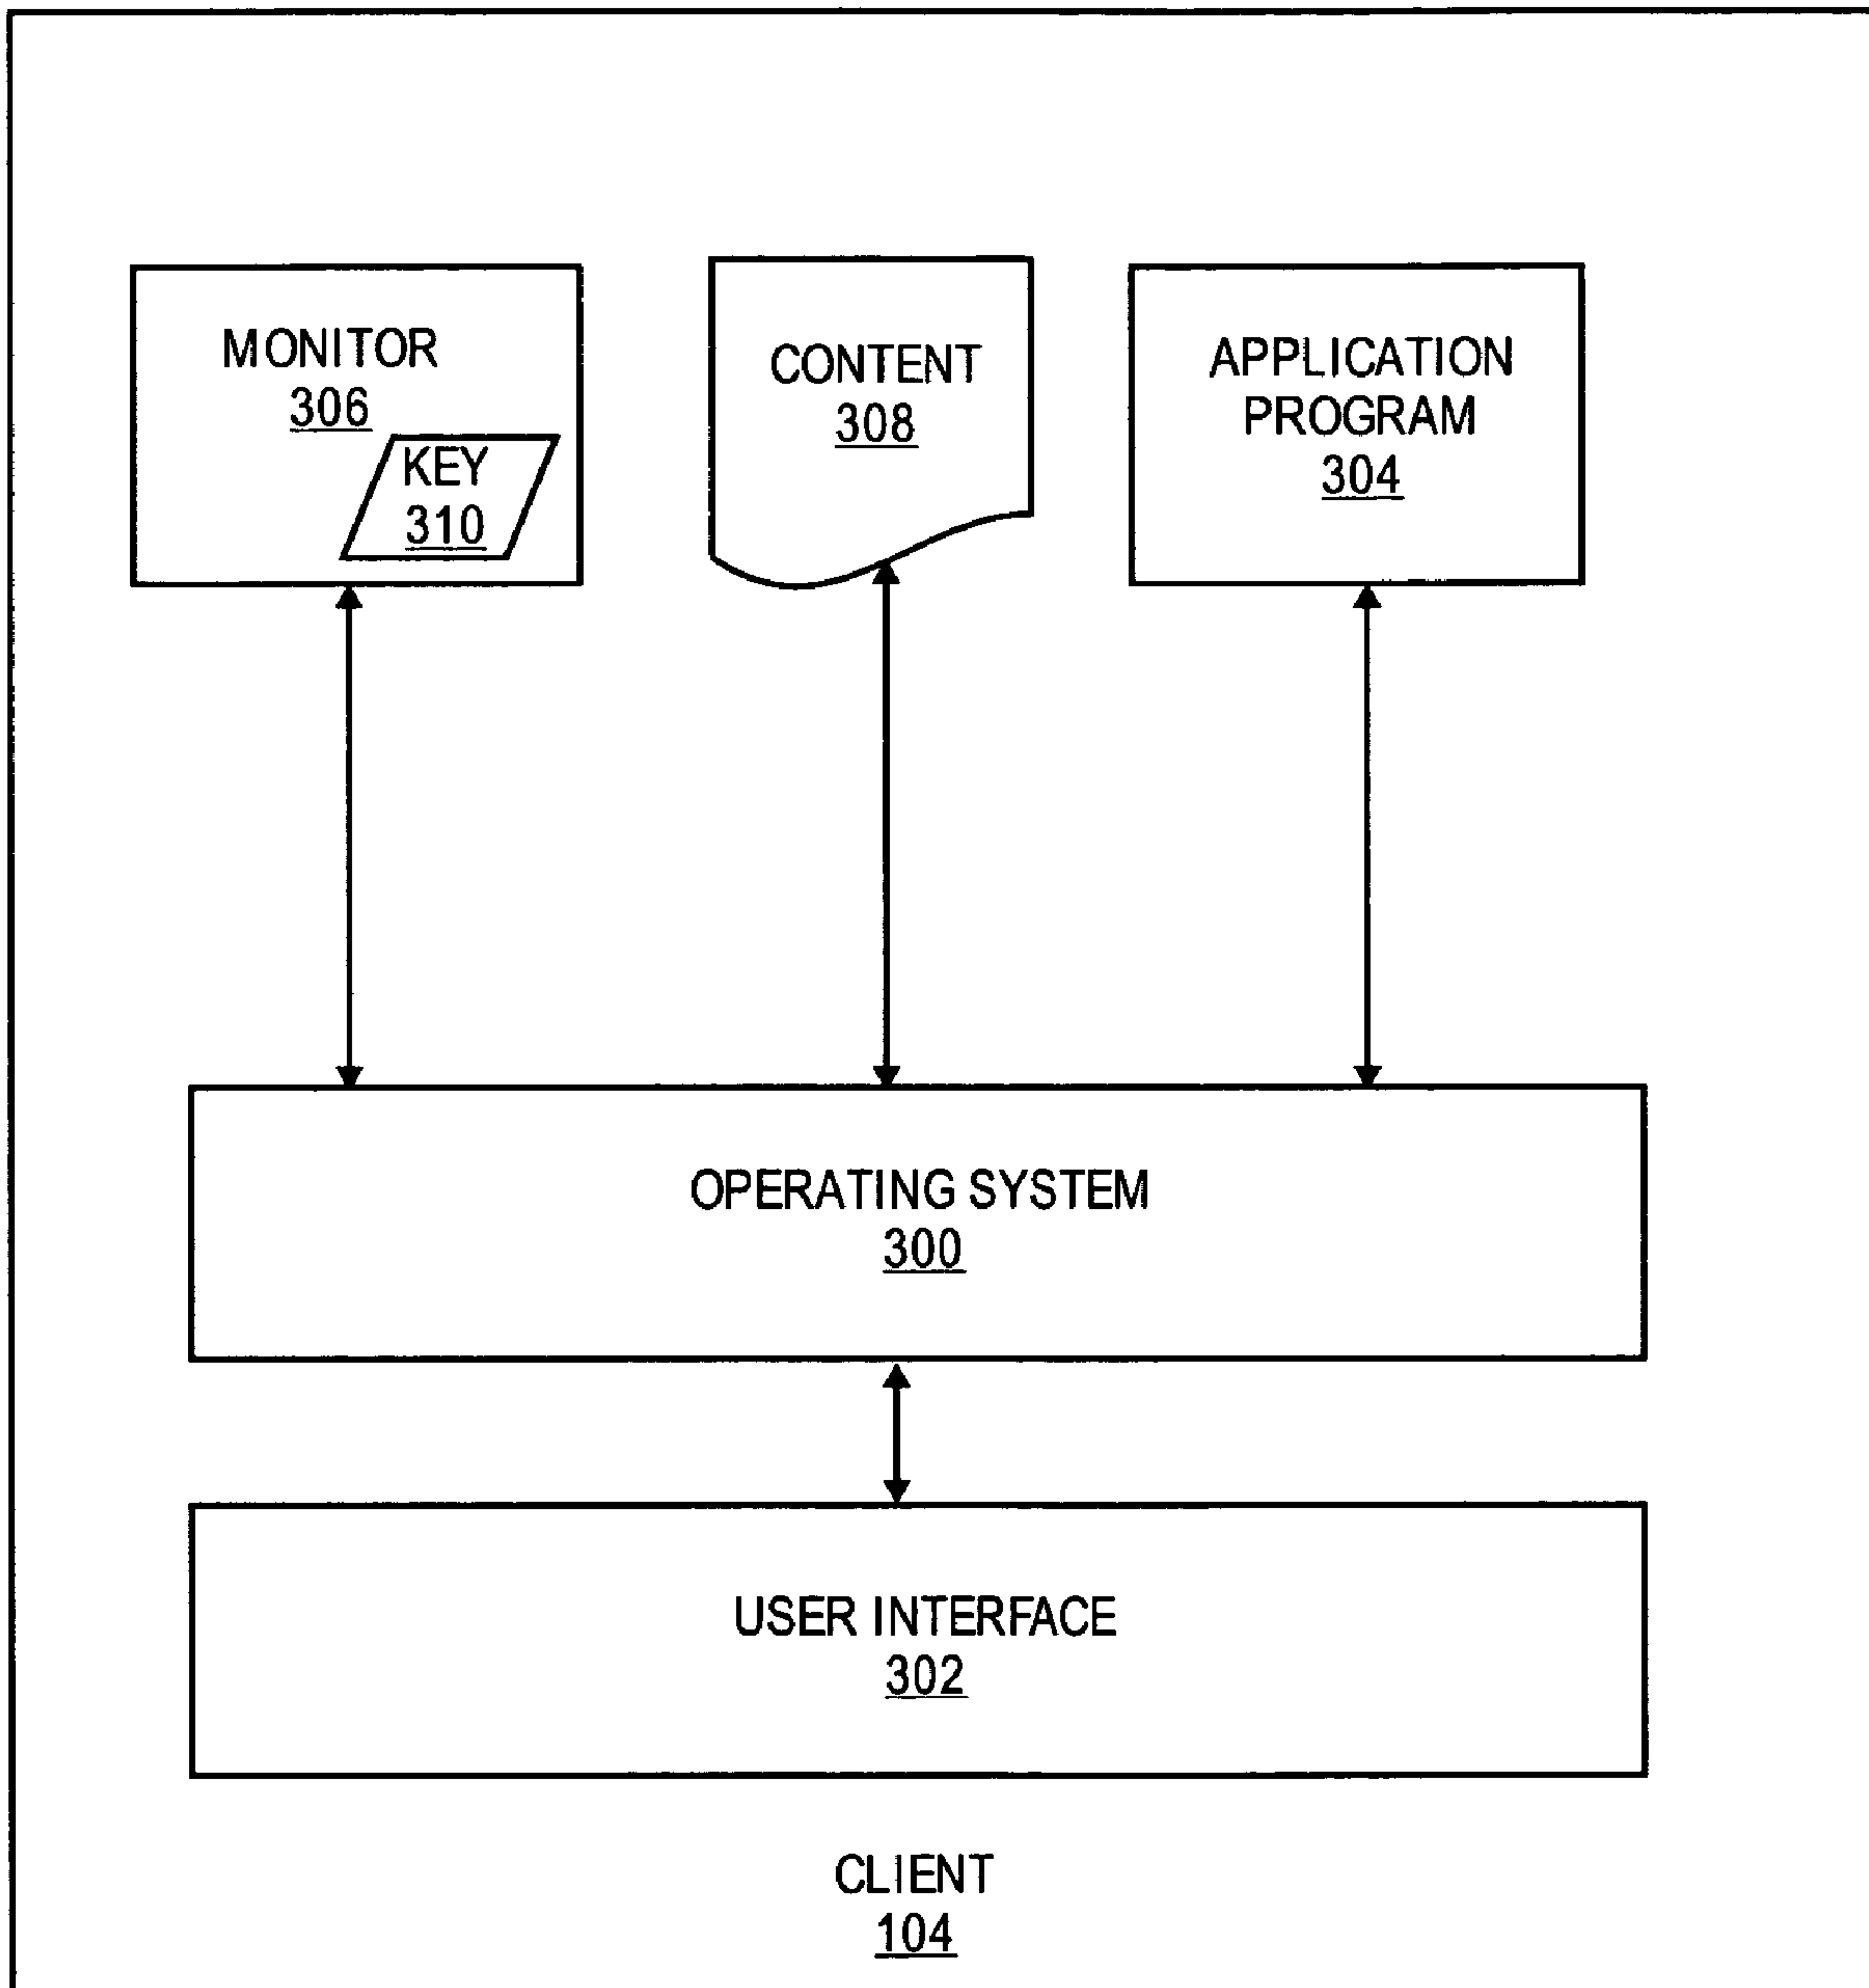 MONITOR
306
KEY
310
CONTENT
308
APPLICATION
PROGRAM
304
OPERATING SYSTEM
300
USER INTERFACE
302
CLIENT
104